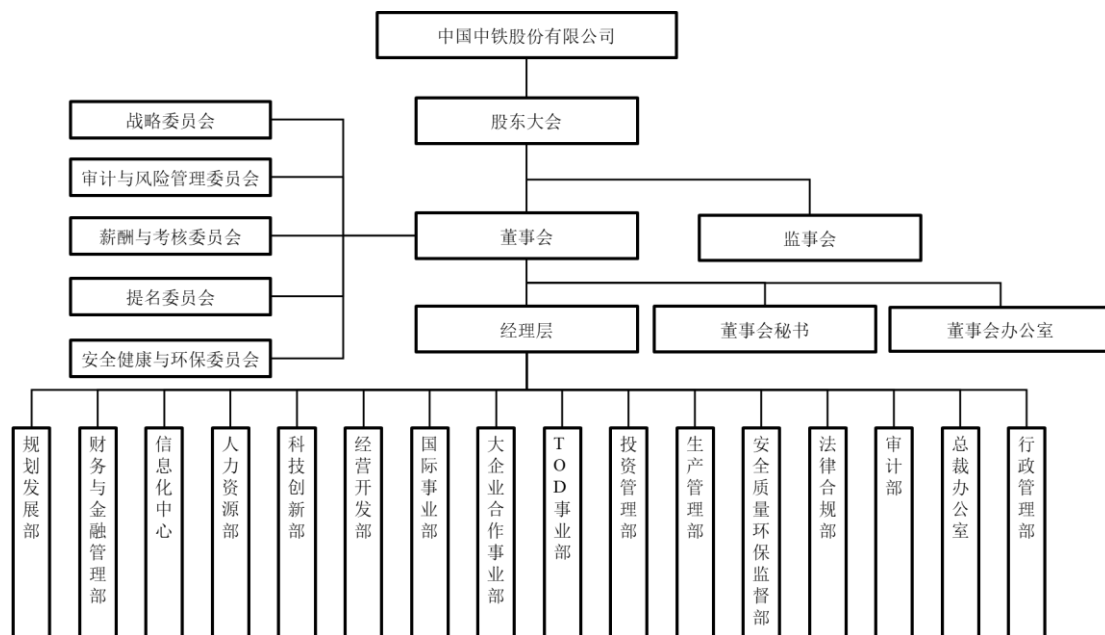 中国中铁股份有限公司
股东大会
战略委员会
审计与风险管理委员会
薪酬与考核委员会
董事会
监事会
提名委员会
经理层
董事会秘书
董事会办公室
安全健康与环保委员会
规划发展部
财务与金融管理部
信息化中心
人力资源部
科技创新部
经营开发部
国际事业部
大企业合作事业部
TOD事业部
投资管理部
生产管理部
安全质量环保监督部
法律合规部
审计部
总裁办公室
行政管理部